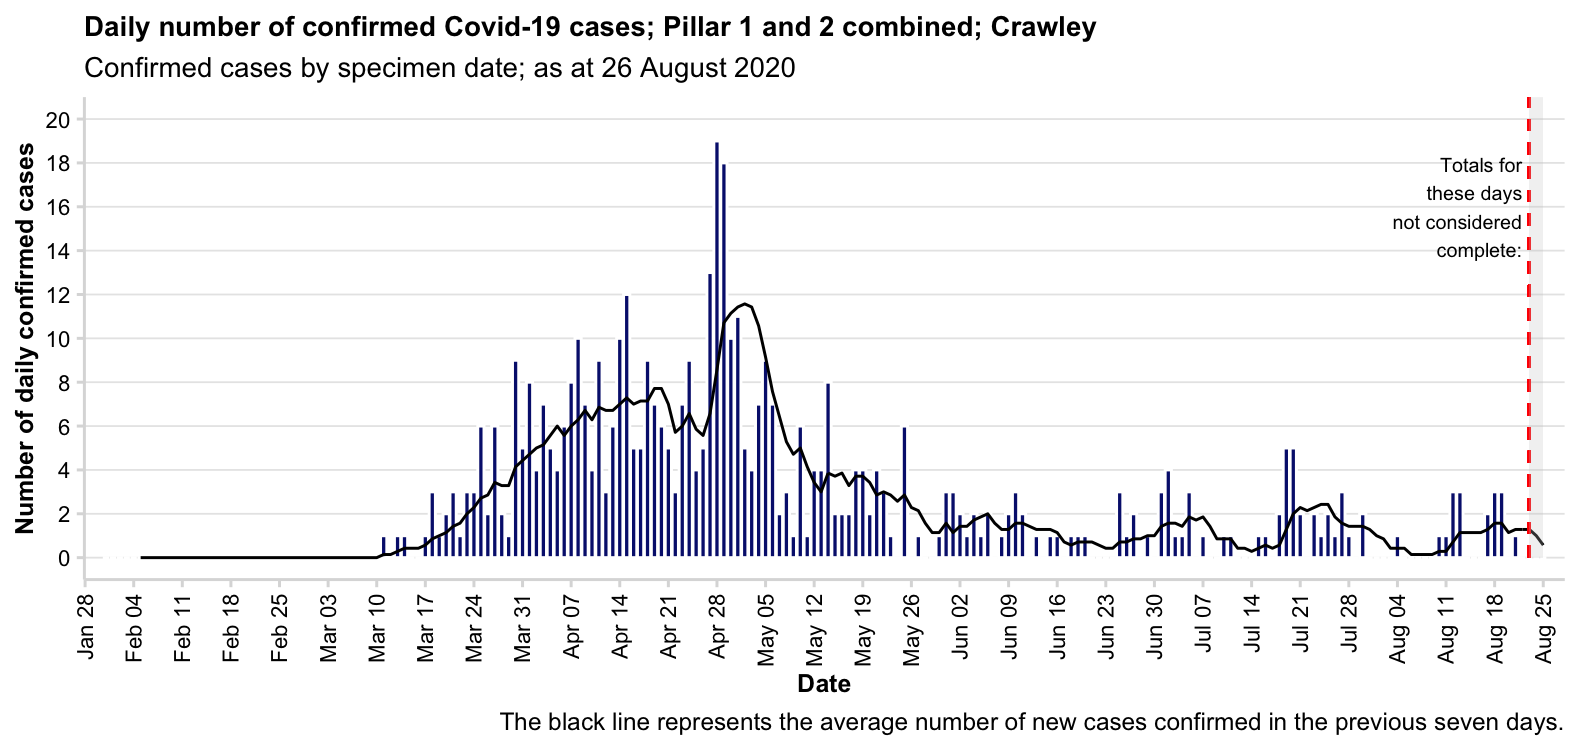 Daily number of confirmed Covid-19 cases; Pillar 1 and 2 combined; Crawley
Confirmed cases by specimen date; as at 26 August 2020
Number of daily confirmed cases
20
18
16
14
12
10
8
6
4
2
0
Totals for
these days
not considered
complete:
Jan 28
Feb 04
Feb 11
Feb 18
Feb 25
Mar 03
Mar 10
Mar 17
Mar 24
Mar 31
Apr 07
Apr 14
Apr 21
Apr 28
May 05
May 12
May 19
May 26
Jun 02
Jun 09
Jun 16
Jun 23
Jun 30
Jul 07
Jul 14
Jul 21
Jul 28
Aug 04
Aug 11
Aug 18
Aug 25
Date
The black line represents the average number of new cases confirmed in the previous seven days.